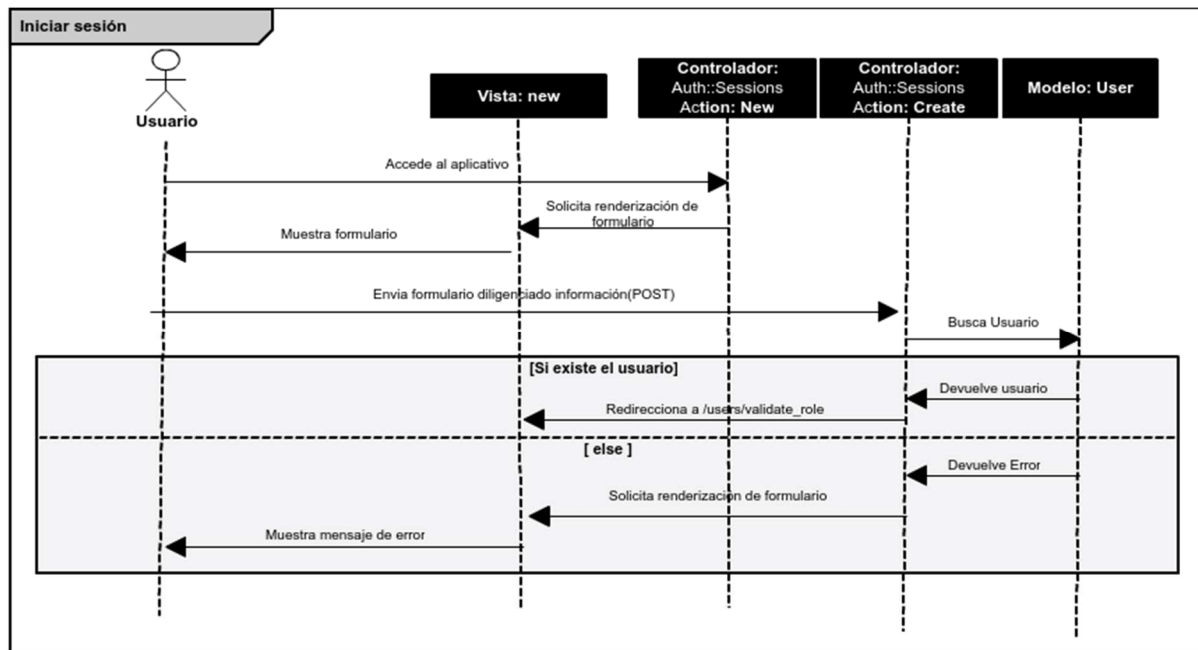 Iniciar sesión
Usuario
Vista: new
Controlador:
Auth::Sessions
Action: New
Controlador:
Auth::Sessions
Action: Create
Modelo: User
Accede al aplicativo
Solicita renderización de
formulario
Muestra formulario
Envia formulario diligenciado información(POST)
Busca Usuario
[Si existe el usuario]
Devuelve usuario
Redirecciona a /users/validate_role
[ else ]
Devuelve Error
Solicita renderización de formulario
Muestra mensaje de error